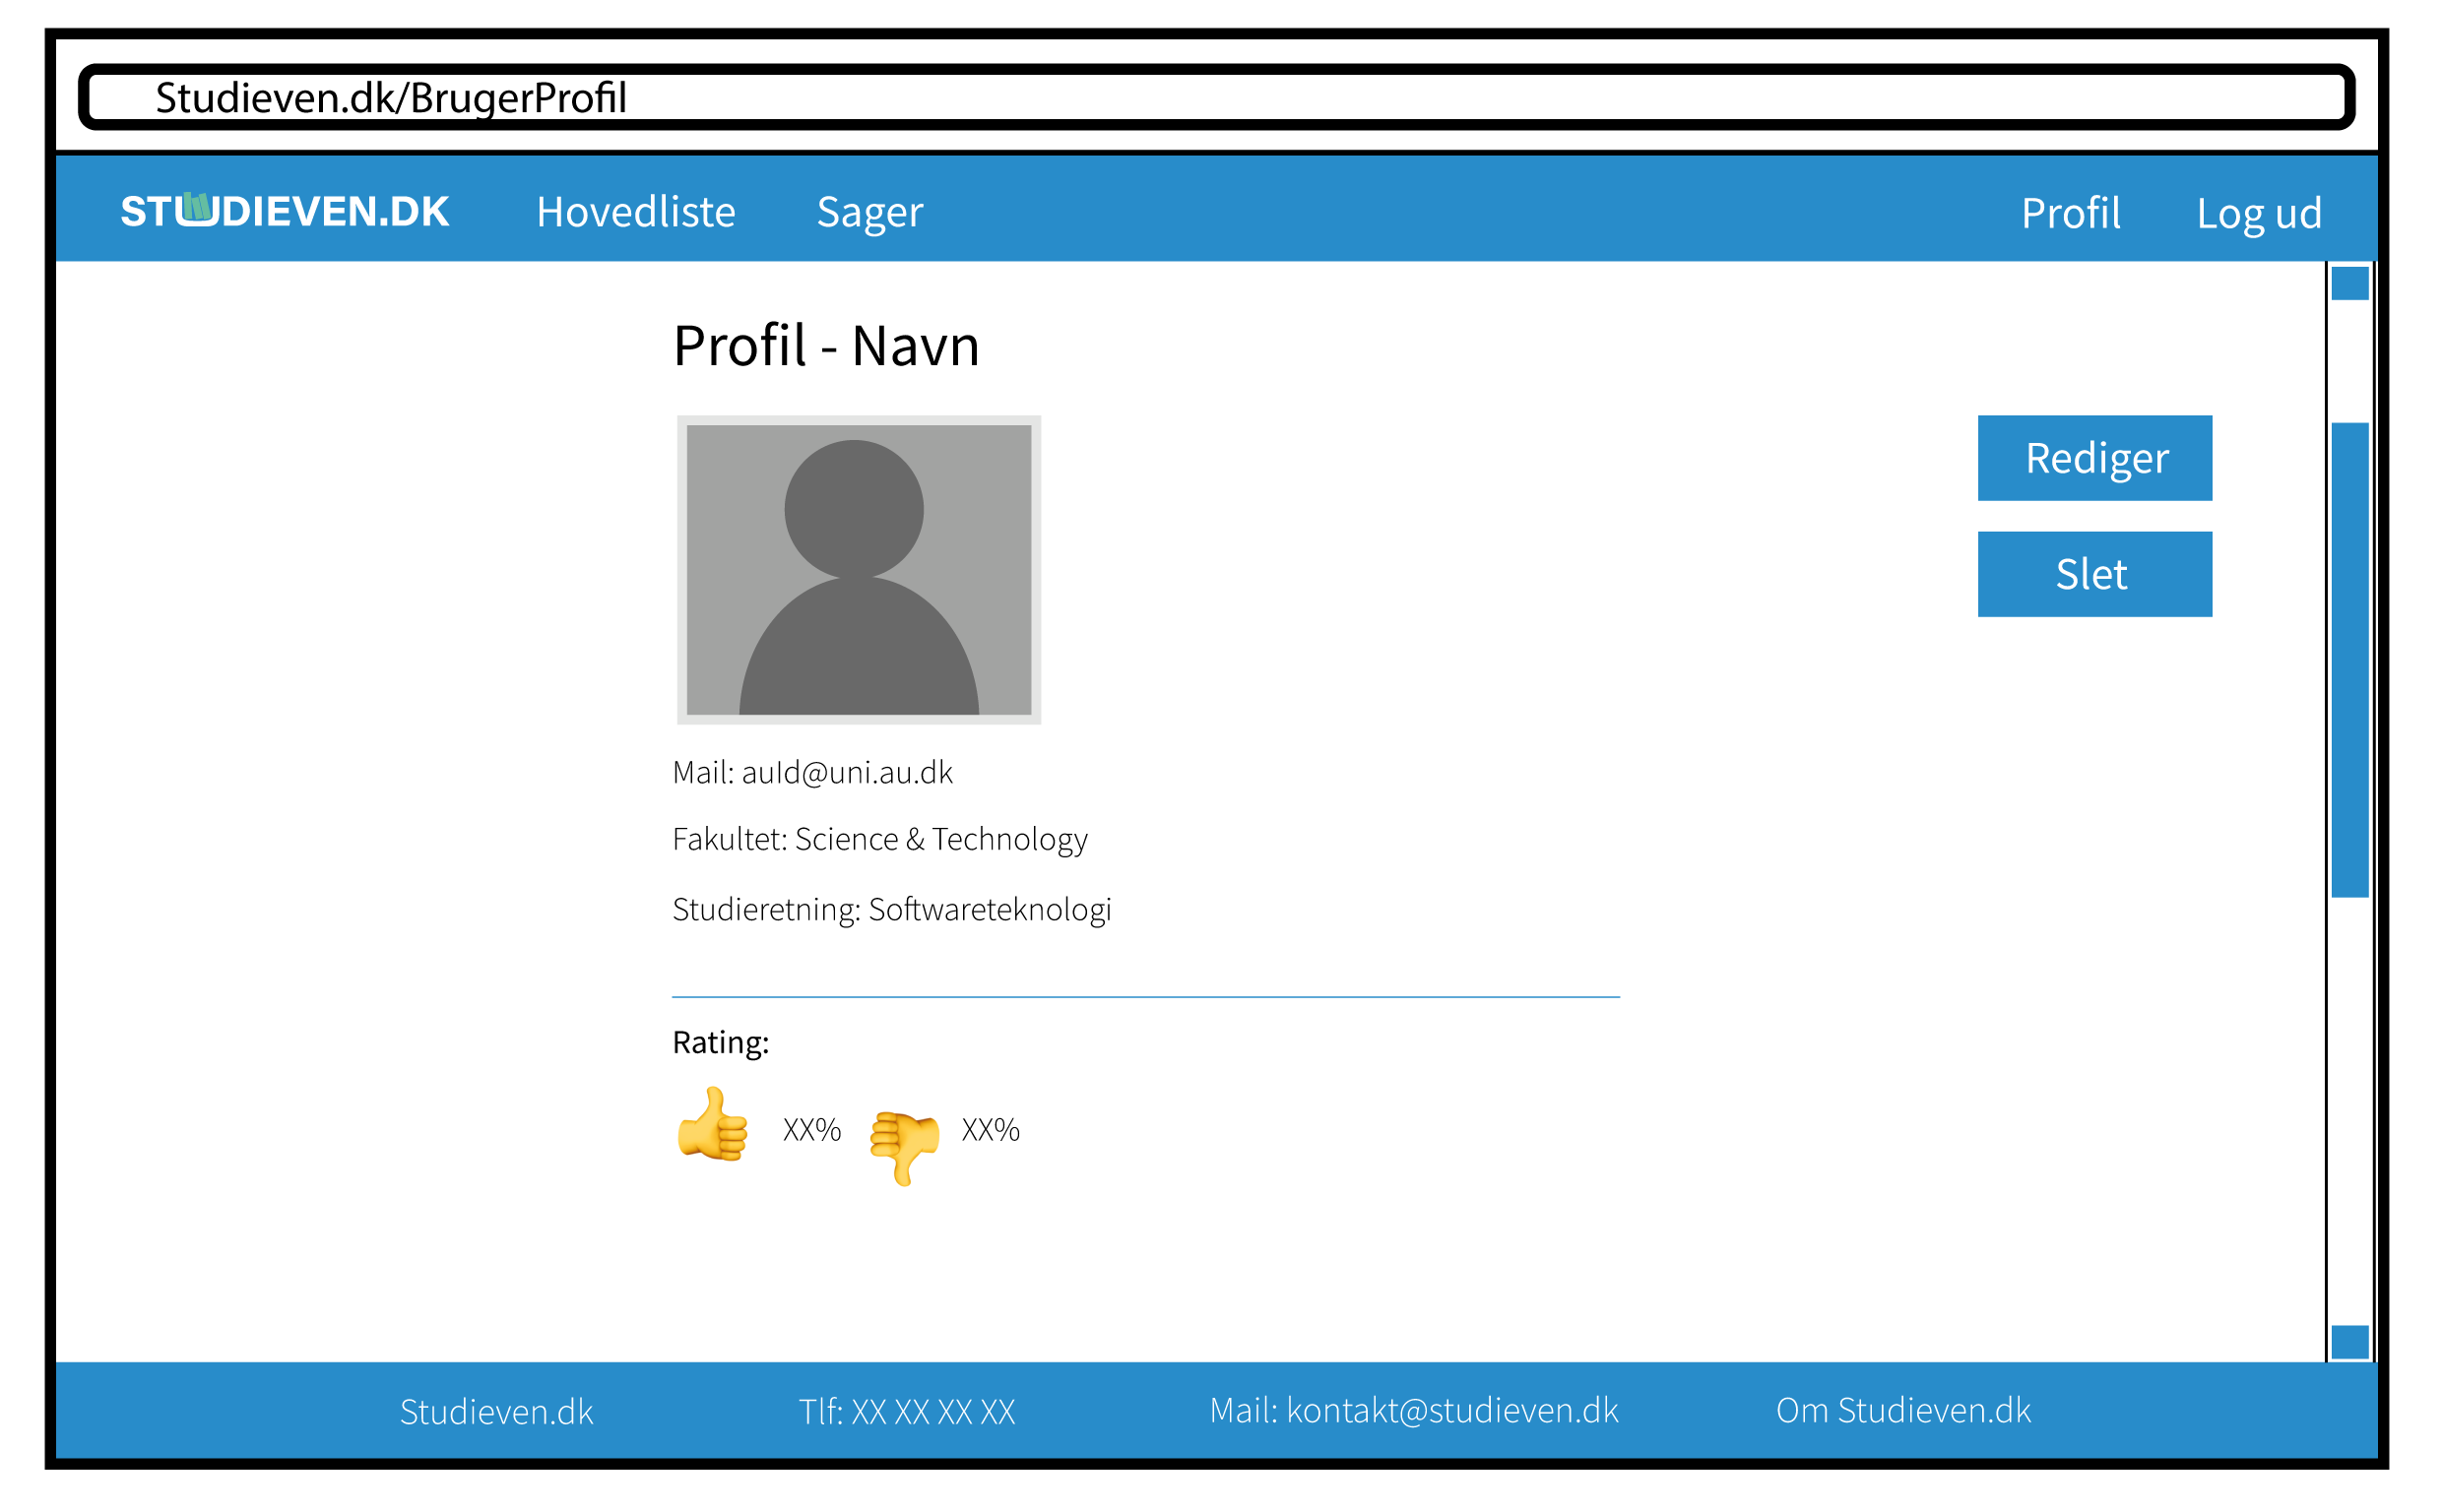 Studieven.dk/BrugerProfil
STUDIEVEN.DK Hovedliste Sager Profil Log ud
Profil - Navn
Rediger
Slet
Mail: auId@uni.au.dk
Fakultet: Science & Technology
Studieretning: Softwareteknologi
Rating:
XX% XX%
Studieven.dk Tlf: XX XX XX XX Mail: kontakt@studieven.dk Om Studieven.dk